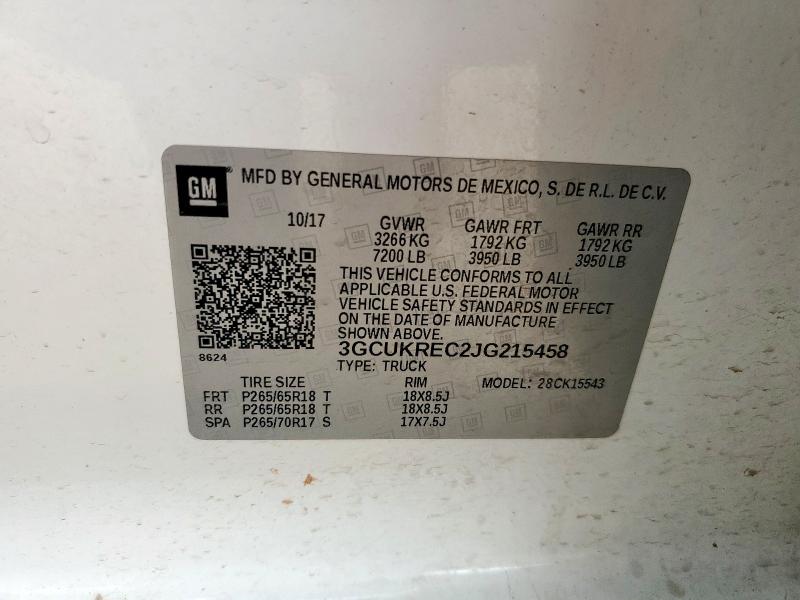 GM MFD BY GENERAL MOTORS DE MEXICO, S. DE R.L. DE C.V.
10/17 GVWR GAWR FRT GAWR RR
3266 KG 1792 KG 1792 KG
7200 LB 3950 LB 3950 LB
THIS VEHICLE CONFORMS TO ALL
APPLICABLE U.S. FEDERAL MOTOR
VEHICLE SAFETY STANDARDS IN EFFECT
ON THE DATE OF MANUFACTURE
SHOWN ABOVE.
8624 3GCUKREC2JG215458
TYPE: TRUCK
TIRE SIZE RIM MODEL: 28CK15543
FRT P265/65R18 T 18X8.5J
RR P265/65R18 T 18X8.5J
SPA P265/70R17 S 17X7.5J